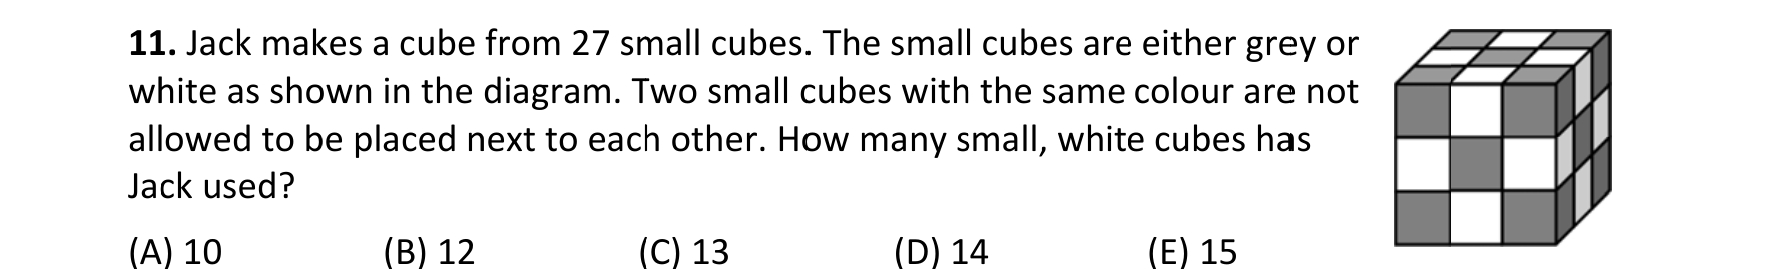 11. Jack makes a cube from 27 small cubes. The small cubes are either grey or
white as shown in the diagram. Two small cubes with the same colour are not
allowed to be placed next to each other. How many small, white cubes has
Jack used?
(A) 10 (B) 12 (C) 13 (D) 14 (E) 15